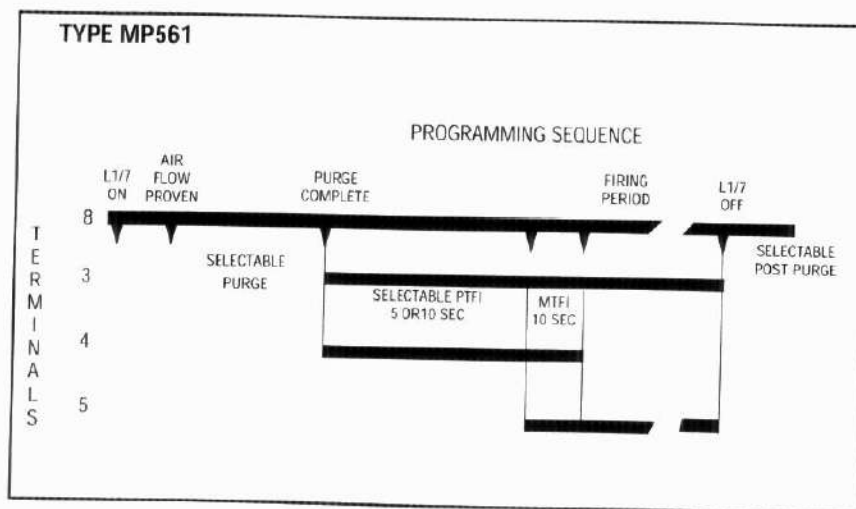 TYPE MP561
PROGRAMMING SEQUENCE
L1/7
ON
AIR
FLOW
PROVEN
PURGE
COMPLETE
FIRING
PERIOD
L1/7
OFF
TERMINALS
8
SELECTABLE
PURGE
SELECTABLE
POST PURGE
3
SELECTABLE PTFI
5 OR10 SEC
MTFI
10 SEC
4
5